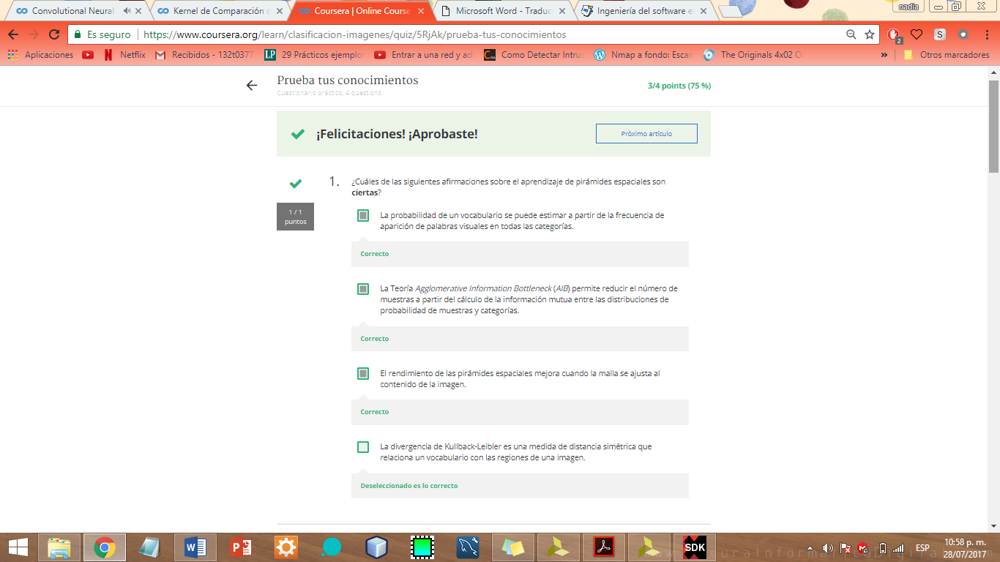 nadia
Convolutional Neural
Kernel de Comparación
Coursera | Online Course
Microsoft Word - Traduc
Ingeniería del software e
Es seguro
https://www.coursera.org/learn/clasificacion-imagenes/quiz/5RjAk/prueba-tus-conocimientos
2
Aplicaciones
Netflix
Recibidos - 132t0377
29 Prácticos ejemplo
Entrar a una red y ad
Como Detectar Intrus
Nmap a fondo: Escan
The Originals 4x02 O
»
Otros marcadores
Prueba tus conocimientos
3/4 points (75 %)
Cuestionario práctico, 4 questions
¡Felicitaciones! ¡Aprobaste!
Próximo artículo
1.
¿Cuáles de las siguientes afirmaciones sobre el aprendizaje de pirámides espaciales son
ciertas?
1 / 1
puntos
La probabilidad de un vocabulario se puede estimar a partir de la frecuencia de
aparición de palabras visuales en todas las categorías.
Correcto
La Teoría Agglomerative Information Bottleneck (AIB) permite reducir el número de
muestras a partir del cálculo de la información mutua entre las distribuciones de
probabilidad de muestras y categorías.
Correcto
El rendimiento de las pirámides espaciales mejora cuando la malla se ajusta al
contenido de la imagen.
Correcto
La divergencia de Kullback-Leibler es una medida de distancia simétrica que
relaciona un vocabulario con las regiones de una imagen.
Deseleccionado es lo correcto
SDK
ESP
10:58 p. m.
28/07/2017